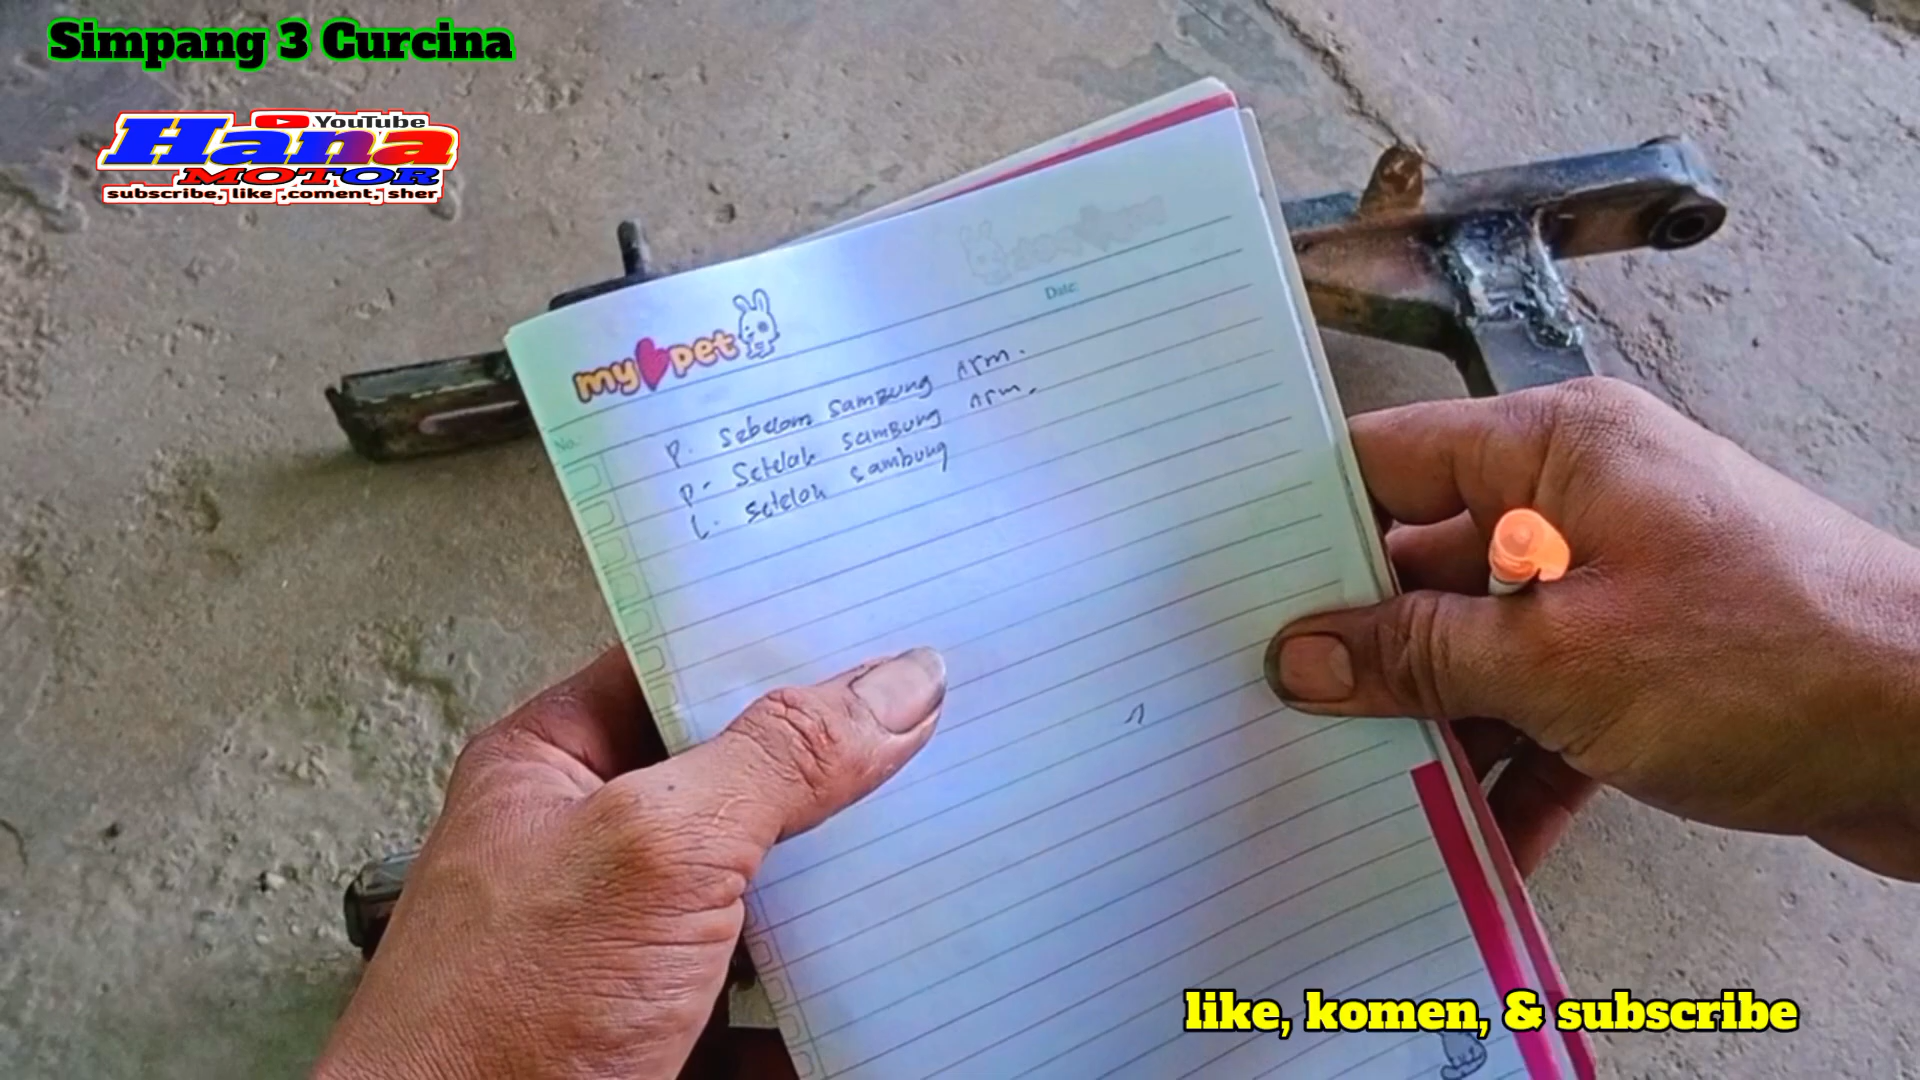 Simpang 3 Curcina
YouTube
Hana
MOTOR
subscribe, like ,coment, sher
my pet
Date:
No.
P. Sebelom SamBung Arm.
P. Setelah SamBung Arm.
L. Setelah Sambung
like, komen, & subscribe